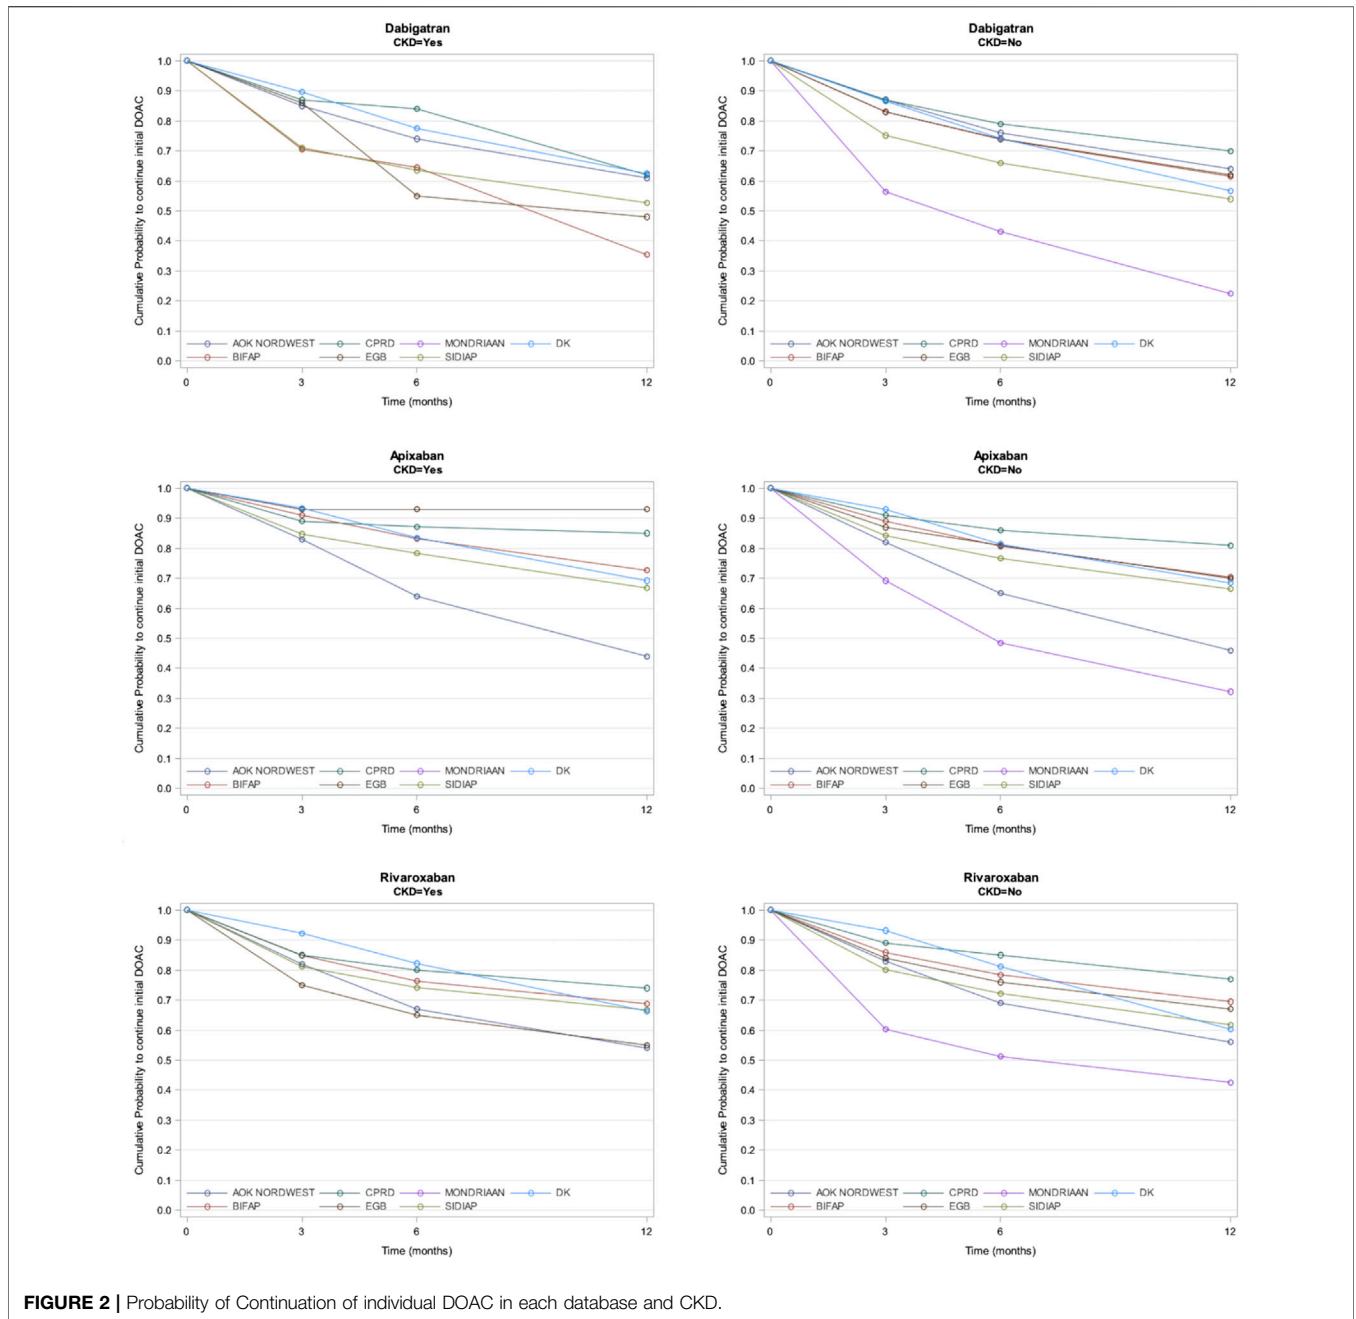 Dabigatran
CKD=Yes
Cumulative Probability to continue initial DOAC
1.0
0.9
0.8
0.7
0.6
0.5
0.4
0.3
0.2
0.1
0.0
AOK NORDWEST CPRD MONDRIAAN DK
BIFAP EGB SIDIAP
0 3 6 12
Time (months)
Dabigatran
CKD=No
Cumulative Probability to continue initial DOAC
1.0
0.9
0.8
0.7
0.6
0.5
0.4
0.3
0.2
0.1
0.0
AOK NORDWEST CPRD MONDRIAAN DK
BIFAP EGB SIDIAP
0 3 6 12
Time (months)
Apixaban
CKD=Yes
Cumulative Probability to continue initial DOAC
1.0
0.9
0.8
0.7
0.6
0.5
0.4
0.3
0.2
0.1
0.0
AOK NORDWEST CPRD MONDRIAAN DK
BIFAP EGB SIDIAP
0 3 6 12
Time (months)
Apixaban
CKD=No
Cumulative Probability to continue initial DOAC
1.0
0.9
0.8
0.7
0.6
0.5
0.4
0.3
0.2
0.1
0.0
AOK NORDWEST CPRD MONDRIAAN DK
BIFAP EGB SIDIAP
0 3 6 12
Time (months)
Rivaroxaban
CKD=Yes
Cumulative Probability to continue initial DOAC
1.0
0.9
0.8
0.7
0.6
0.5
0.4
0.3
0.2
0.1
0.0
AOK NORDWEST CPRD MONDRIAAN DK
BIFAP EGB SIDIAP
0 3 6 12
Time (months)
Rivaroxaban
CKD=No
Cumulative Probability to continue initial DOAC
1.0
0.9
0.8
0.7
0.6
0.5
0.4
0.3
0.2
0.1
0.0
AOK NORDWEST CPRD MONDRIAAN DK
BIFAP EGB SIDIAP
0 3 6 12
Time (months)
FIGURE 2 | Probability of Continuation of individual DOAC in each database and CKD.